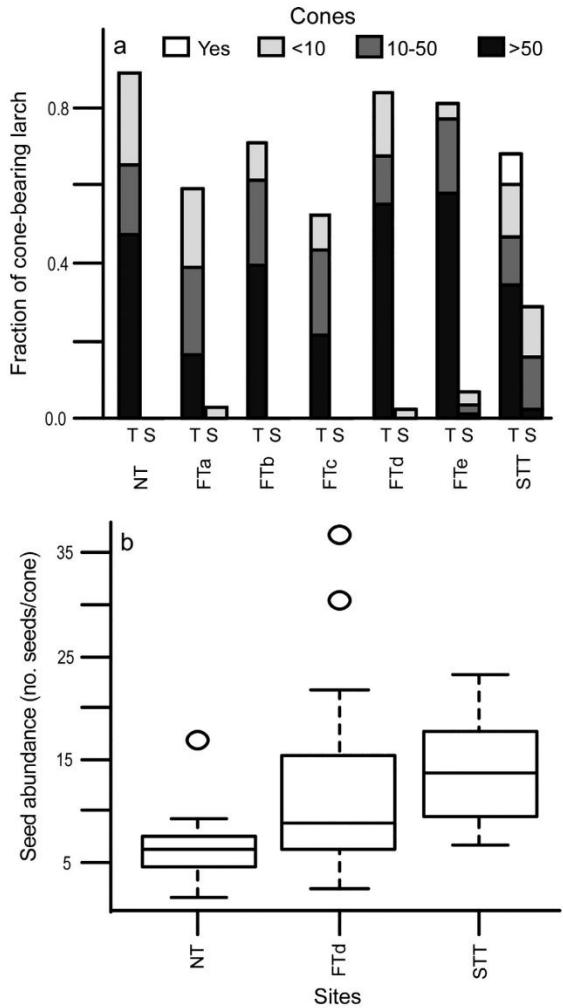 Cones
a Yes <10 10-50 >50
Fraction of cone-bearing larch
0.8
0.4
0.0
T S T S T S T S T S T S T S
NT FTa FTb FTc FTd FTe STT
b
Seed abundance (no. seeds/cone)
35
25
15
5
NT FTd STT
Sites